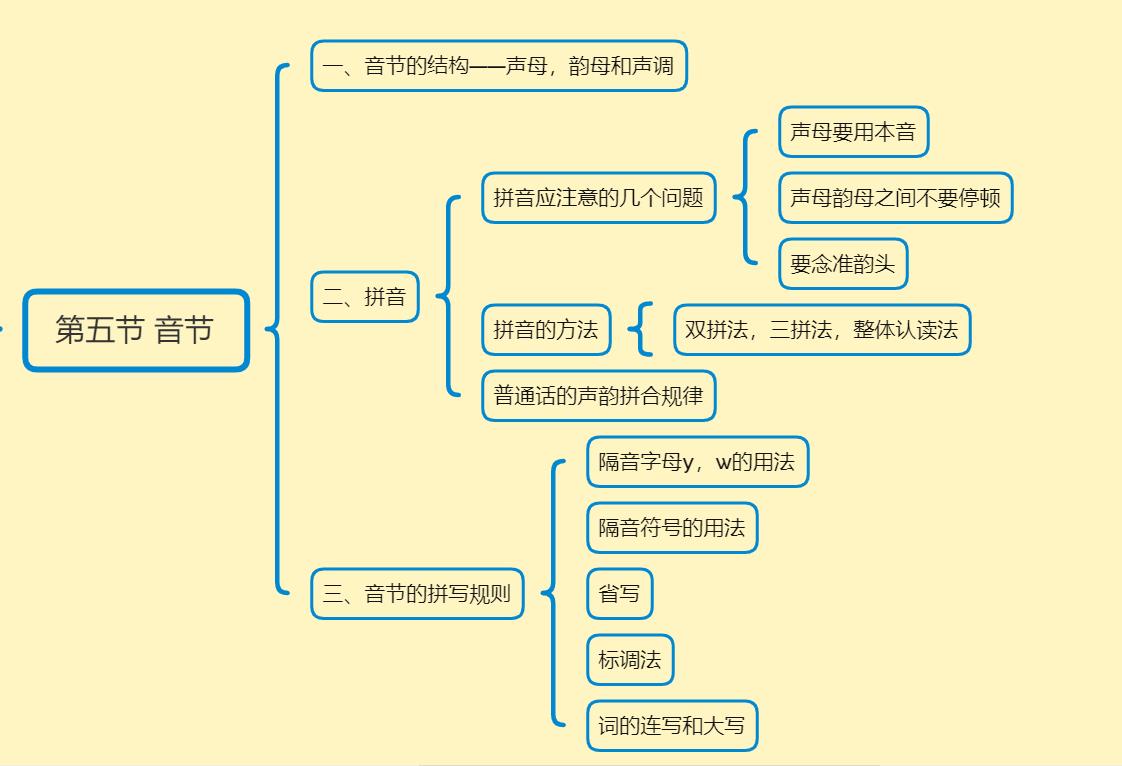 第五节 音节
一、音节的结构——声母，韵母和声调
二、拼音
拼音应注意的几个问题
声母要用本音
声母韵母之间不要停顿
要念准韵头
拼音的方法
双拼法，三拼法，整体认读法
普通话的声韵拼合规律
三、音节的拼写规则
隔音字母y，w的用法
隔音符号的用法
省写
标调法
词的连写和大写